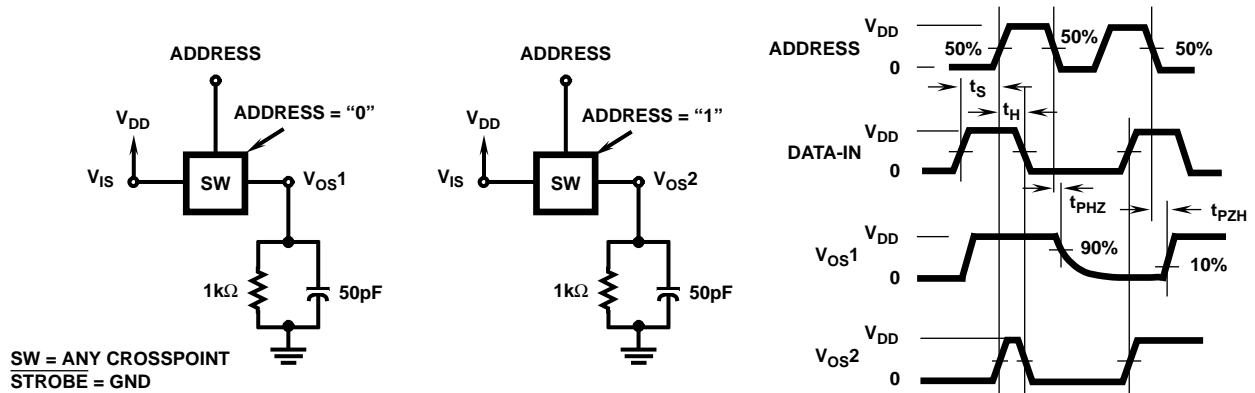 ADDRESS
ADDRESS = “0”
VDD
VIS
SW
VOS1
1kΩ
50pF
SW = ANY CROSSPOINT
STROBE = GND
ADDRESS
ADDRESS = “1”
VDD
VIS
SW
VOS2
1kΩ
50pF
ADDRESS
VDD
50%
50%
50%
0
tS
tH
DATA-IN
VDD
0
tPHZ
tPZH
VOS1
VDD
90%
10%
0
VOS2
VDD
0